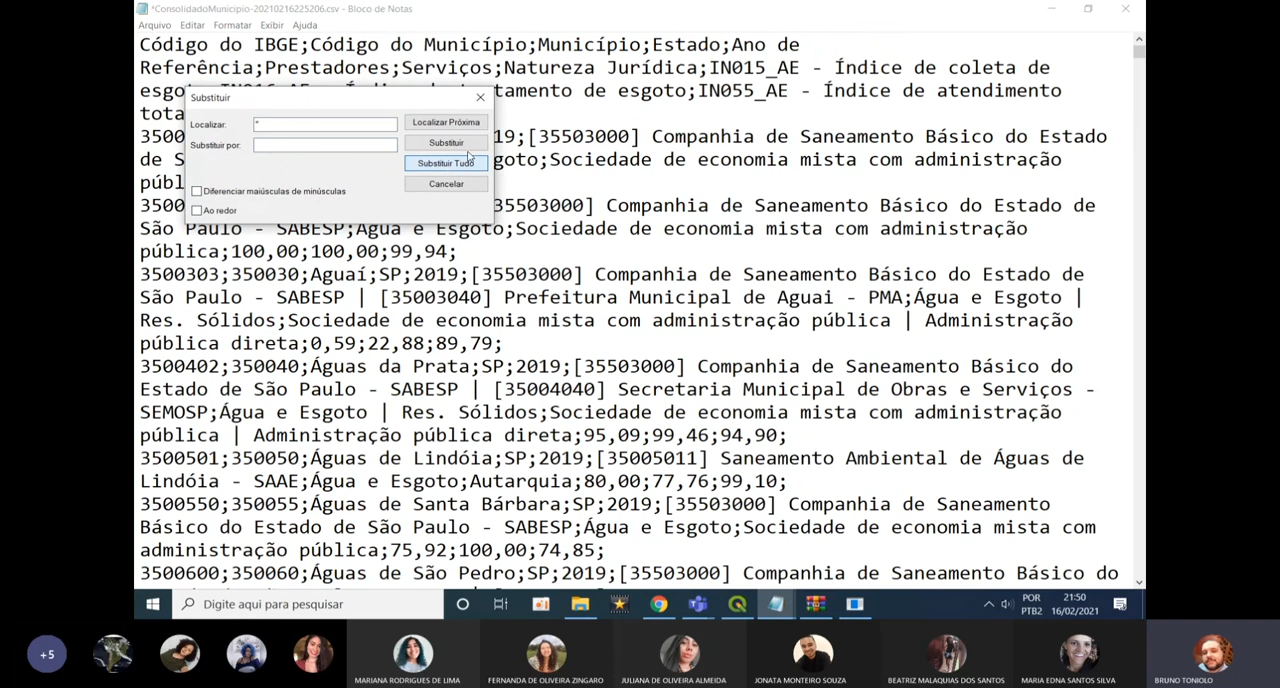 *ConsolidadoMunicipio-20210216225206.csv - Bloco de Notas
Arquivo Editar Formatar Exibir Ajuda
Código do IBGE;Código do Município;Município;Estado;Ano de
Referência;Prestadores;Serviços;Natureza Jurídica;IN015_AE - Índice de coleta de
esgo
tamento de esgoto;IN055_AE - Índice de atendimento
tota
Substituir
Localizar:
"
Localizar Próxima
Substituir por:
Substituir
Substituir Tudo
Cancelar
Diferenciar maiúsculas de minúsculas
Ao redor
3500
19;[35503000] Companhia de Saneamento Básico do Estado
de S
goto;Sociedade de economia mista com administração
públ
3500
35503000] Companhia de Saneamento Básico do Estado de
São Paulo - SABESP;Água e Esgoto;Sociedade de economia mista com administração
pública;100,00;100,00;99,94;
3500303;350030;Aguaí;SP;2019;[35503000] Companhia de Saneamento Básico do Estado de
São Paulo - SABESP | [35003040] Prefeitura Municipal de Aguai - PMA;Água e Esgoto |
Res. Sólidos;Sociedade de economia mista com administração pública | Administração
pública direta;0,59;22,88;89,79;
3500402;350040;Águas da Prata;SP;2019;[35503000] Companhia de Saneamento Básico do
Estado de São Paulo - SABESP | [35004040] Secretaria Municipal de Obras e Serviços -
SEMOSP;Água e Esgoto | Res. Sólidos;Sociedade de economia mista com administração
pública | Administração pública direta;95,09;99,46;94,90;
3500501;350050;Águas de Lindóia;SP;2019;[35005011] Saneamento Ambiental de Águas de
Lindóia - SAAE;Água e Esgoto;Autarquia;80,00;77,76;99,10;
3500550;350055;Águas de Santa Bárbara;SP;2019;[35503000] Companhia de Saneamento
Básico do Estado de São Paulo - SABESP;Água e Esgoto;Sociedade de economia mista com
administração pública;75,92;100,00;74,85;
3500600;350060;Águas de São Pedro;SP;2019;[35503000] Companhia de Saneamento Básico do
Digite aqui para pesquisar
POR
PTB2
21:50
16/02/2021
+5
MARIANA RODRIGUES DE LIMA
FERNANDA DE OLIVEIRA ZINGARO
JULIANA DE OLIVEIRA ALMEIDA
JONATA MONTEIRO SOUZA
BEATRIZ MALAQUIAS DOS SANTOS
MARIA EDNA SANTOS SILVA
BRUNO TONIOLO